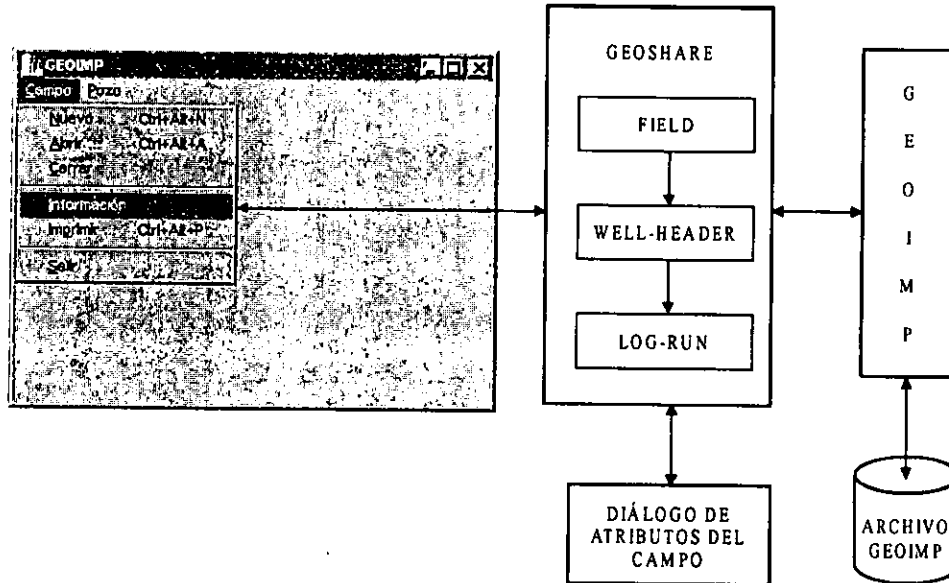 GEOIMP
Campo Pozo
Nuevo Ctrl+Alt+N
Abrir Ctrl+Alt+A
Cerrar
Información
Imprimir Ctrl+Alt+P
Salir
GEOSHARE
FIELD
WELL-HEADER
LOG-RUN
DIÁLOGO DE
ATRIBUTOS DEL
CAMPO
G
E
O
I
M
P
ARCHIVO
GEOIMP